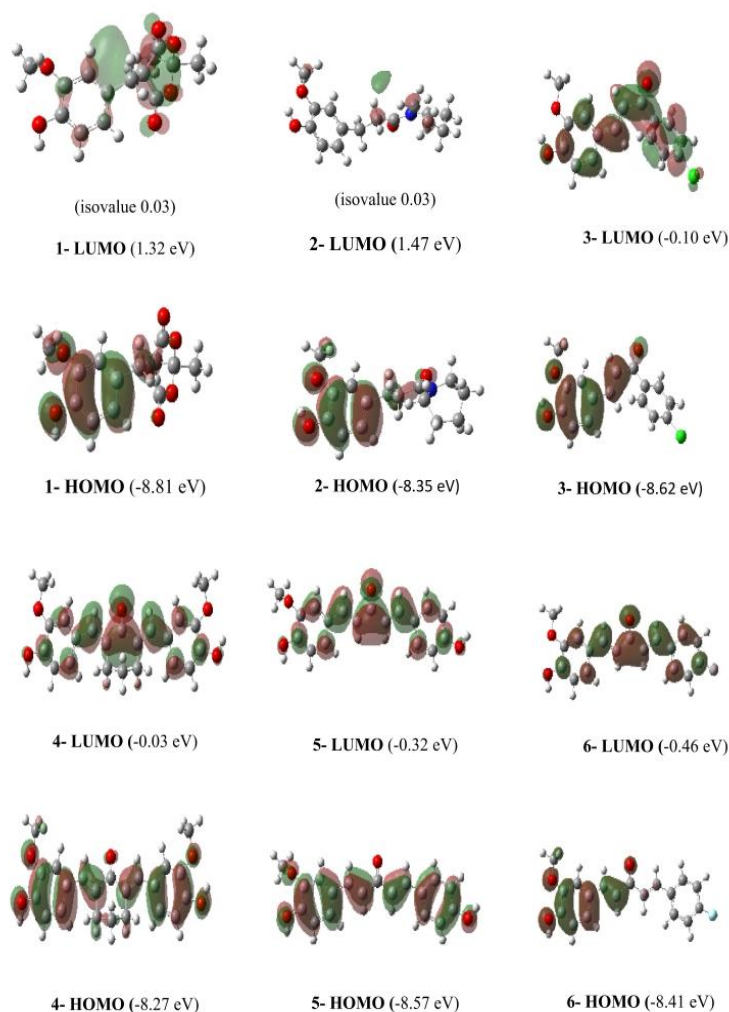 (isovalue 0.03)
(isovalue 0.03)
1- LUMO (1.32 eV)
2- LUMO (1.47 eV)
3- LUMO (-0.10 eV)
1- HOMO (-8.81 eV)
2- HOMO (-8.35 eV)
3- HOMO (-8.62 eV)
4- LUMO (-0.03 eV)
5- LUMO (-0.32 eV)
6- LUMO (-0.46 eV)
4- HOMO (-8.27 eV)
5- HOMO (-8.57 eV)
6- HOMO (-8.41 eV)